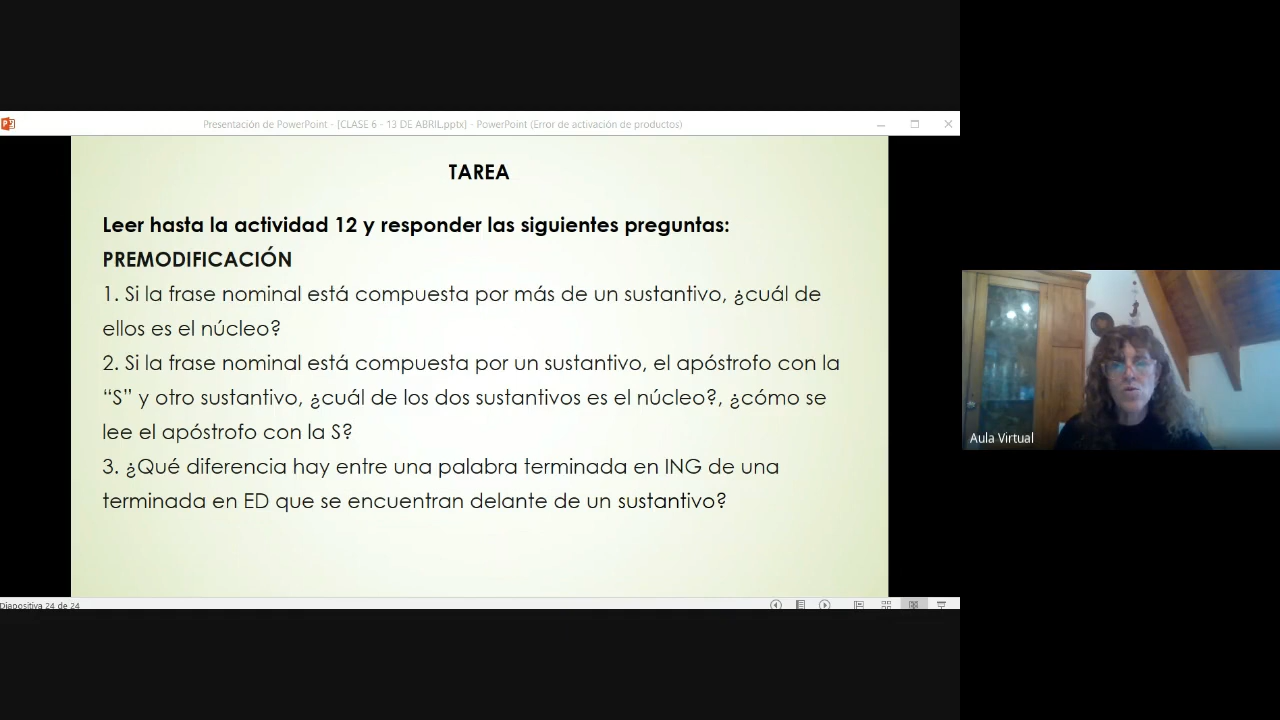 Presentación de PowerPoint - [CLASE 6 - 13 DE ABRIL.pptx] - PowerPoint (Error de activación de productos)
TAREA
Leer hasta la actividad 12 y responder las siguientes preguntas:
PREMODIFICACIÓN
1. Si la frase nominal está compuesta por más de un sustantivo, ¿cuál de
ellos es el núcleo?
2. Si la frase nominal está compuesta por un sustantivo, el apóstrofo con la
“S” y otro sustantivo, ¿cuál de los dos sustantivos es el núcleo?, ¿cómo se
lee el apóstrofo con la S?
3. ¿Qué diferencia hay entre una palabra terminada en ING de una
terminada en ED que se encuentran delante de un sustantivo?
Diapositiva 24 de 24
Aula Virtual